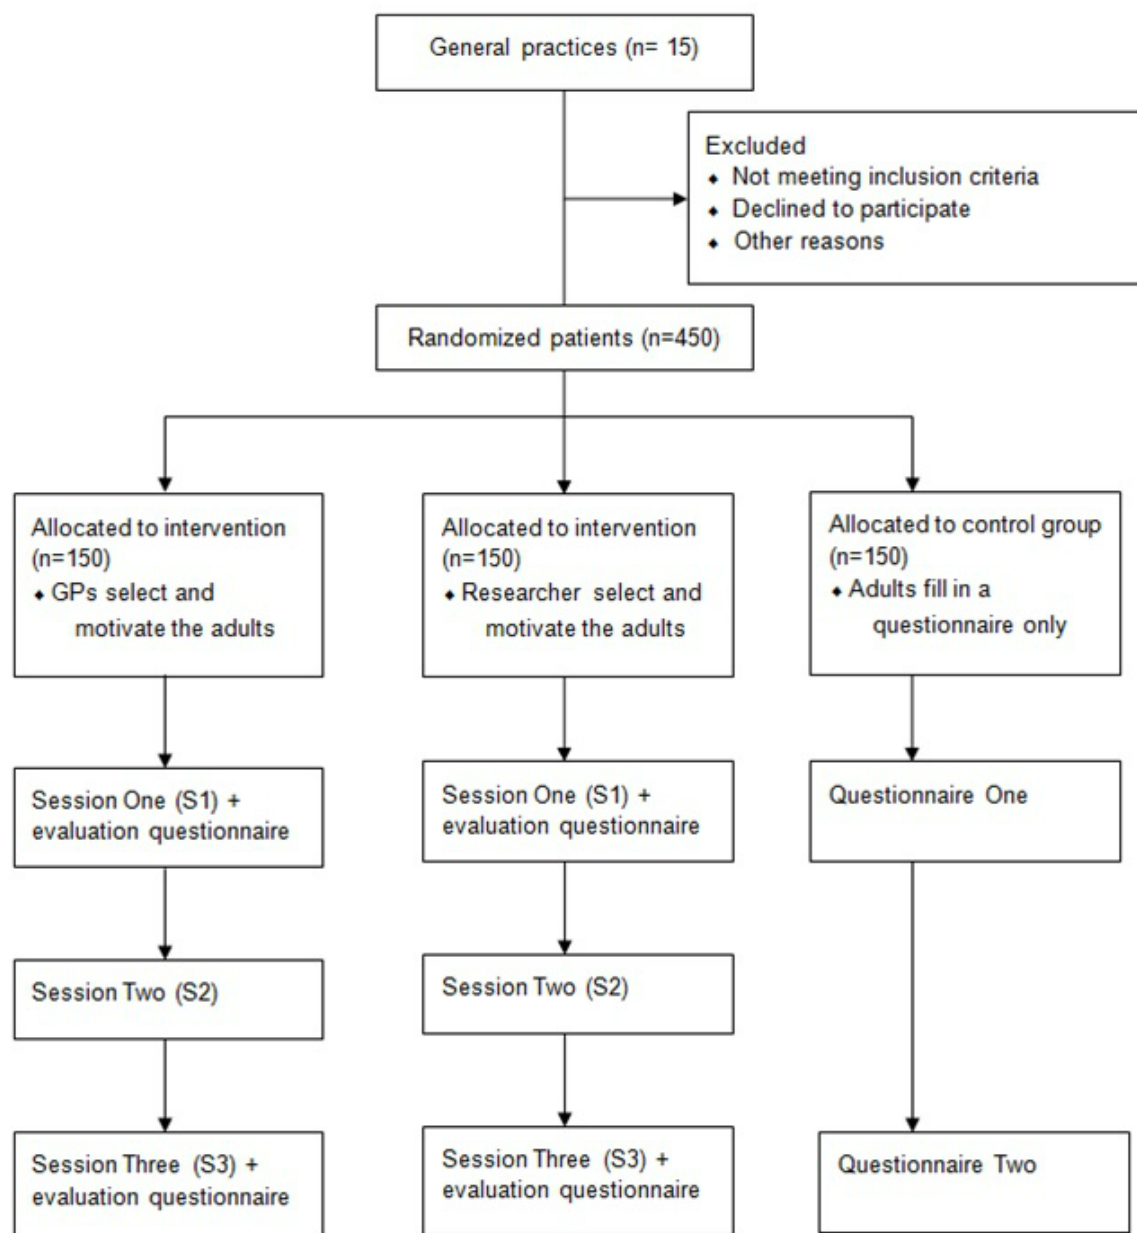 General practices (n= 15)
Excluded
⬥ Not meeting inclusion criteria
⬥ Declined to participate
⬥ Other reasons
Randomized patients (n=450)
Allocated to intervention
(n=150)
⬥ GPs select and
motivate the adults
Allocated to intervention
(n=150)
⬥ Researcher select and
motivate the adults
Allocated to control group
(n=150)
⬥ Adults fill in a
questionnaire only
Session One (S1) +
evaluation questionnaire
Session One (S1) +
evaluation questionnaire
Questionnaire One
Session Two (S2)
Session Two (S2)
Session Three (S3) +
evaluation questionnaire
Session Three (S3) +
evaluation questionnaire
Questionnaire Two